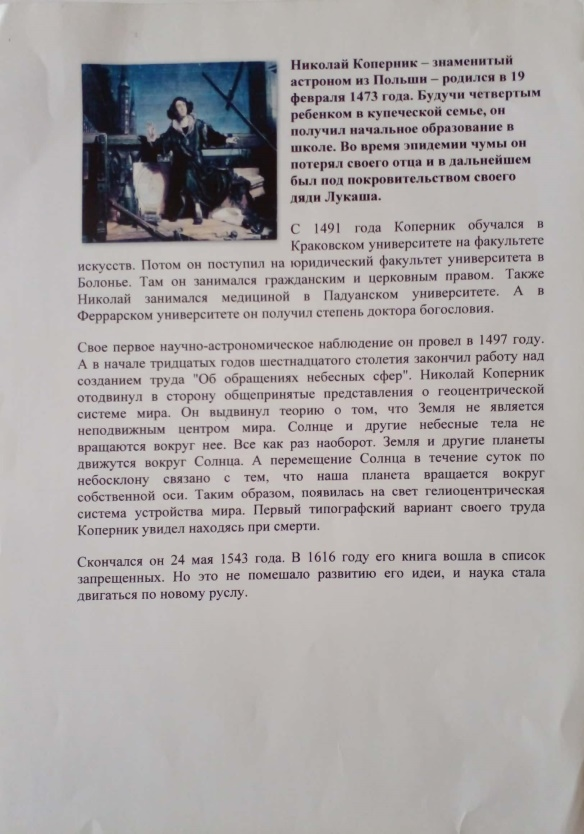 Николай Коперник – знаменитый
астроном из Польши – родился в 19
февраля 1473 года. Будучи четвертым
ребенком в купеческой семье, он
получил начальное образование в
школе. Во время эпидемии чумы он
потерял своего отца и в дальнейшем
был под покровительством своего
дяди Лукаша.
С 1491 года Коперник обучался в
Краковском университете на факультете
искусств. Потом он поступил на юридический факультет университета в
Болонье. Там он занимался гражданским и церковным правом. Также
Николай занимался медициной в Падуанском университете. А в
Феррарском университете он получил степень доктора богословия.
Свое первое научно-астрономическое наблюдение он провел в 1497 году.
А в начале тридцатых годов шестнадцатого столетия закончил работу над
созданием труда "Об обращениях небесных сфер". Николай Коперник
отодвинул в сторону общепринятые представления о геоцентрической
системе мира. Он выдвинул теорию о том, что Земля не является
неподвижным центром мира. Солнце и другие небесные тела не
вращаются вокруг нее. Все как раз наоборот. Земля и другие планеты
движутся вокруг Солнца. А перемещение Солнца в течение суток по
небосклону связано с тем, что наша планета вращается вокруг
собственной оси. Таким образом, появилась на свет гелиоцентрическая
система устройства мира. Первый типографский вариант своего труда
Коперник увидел находясь при смерти.
Скончался он 24 мая 1543 года. В 1616 году его книга вошла в список
запрещенных. Но это не помешало развитию его идеи, и наука стала
двигаться по новому руслу.